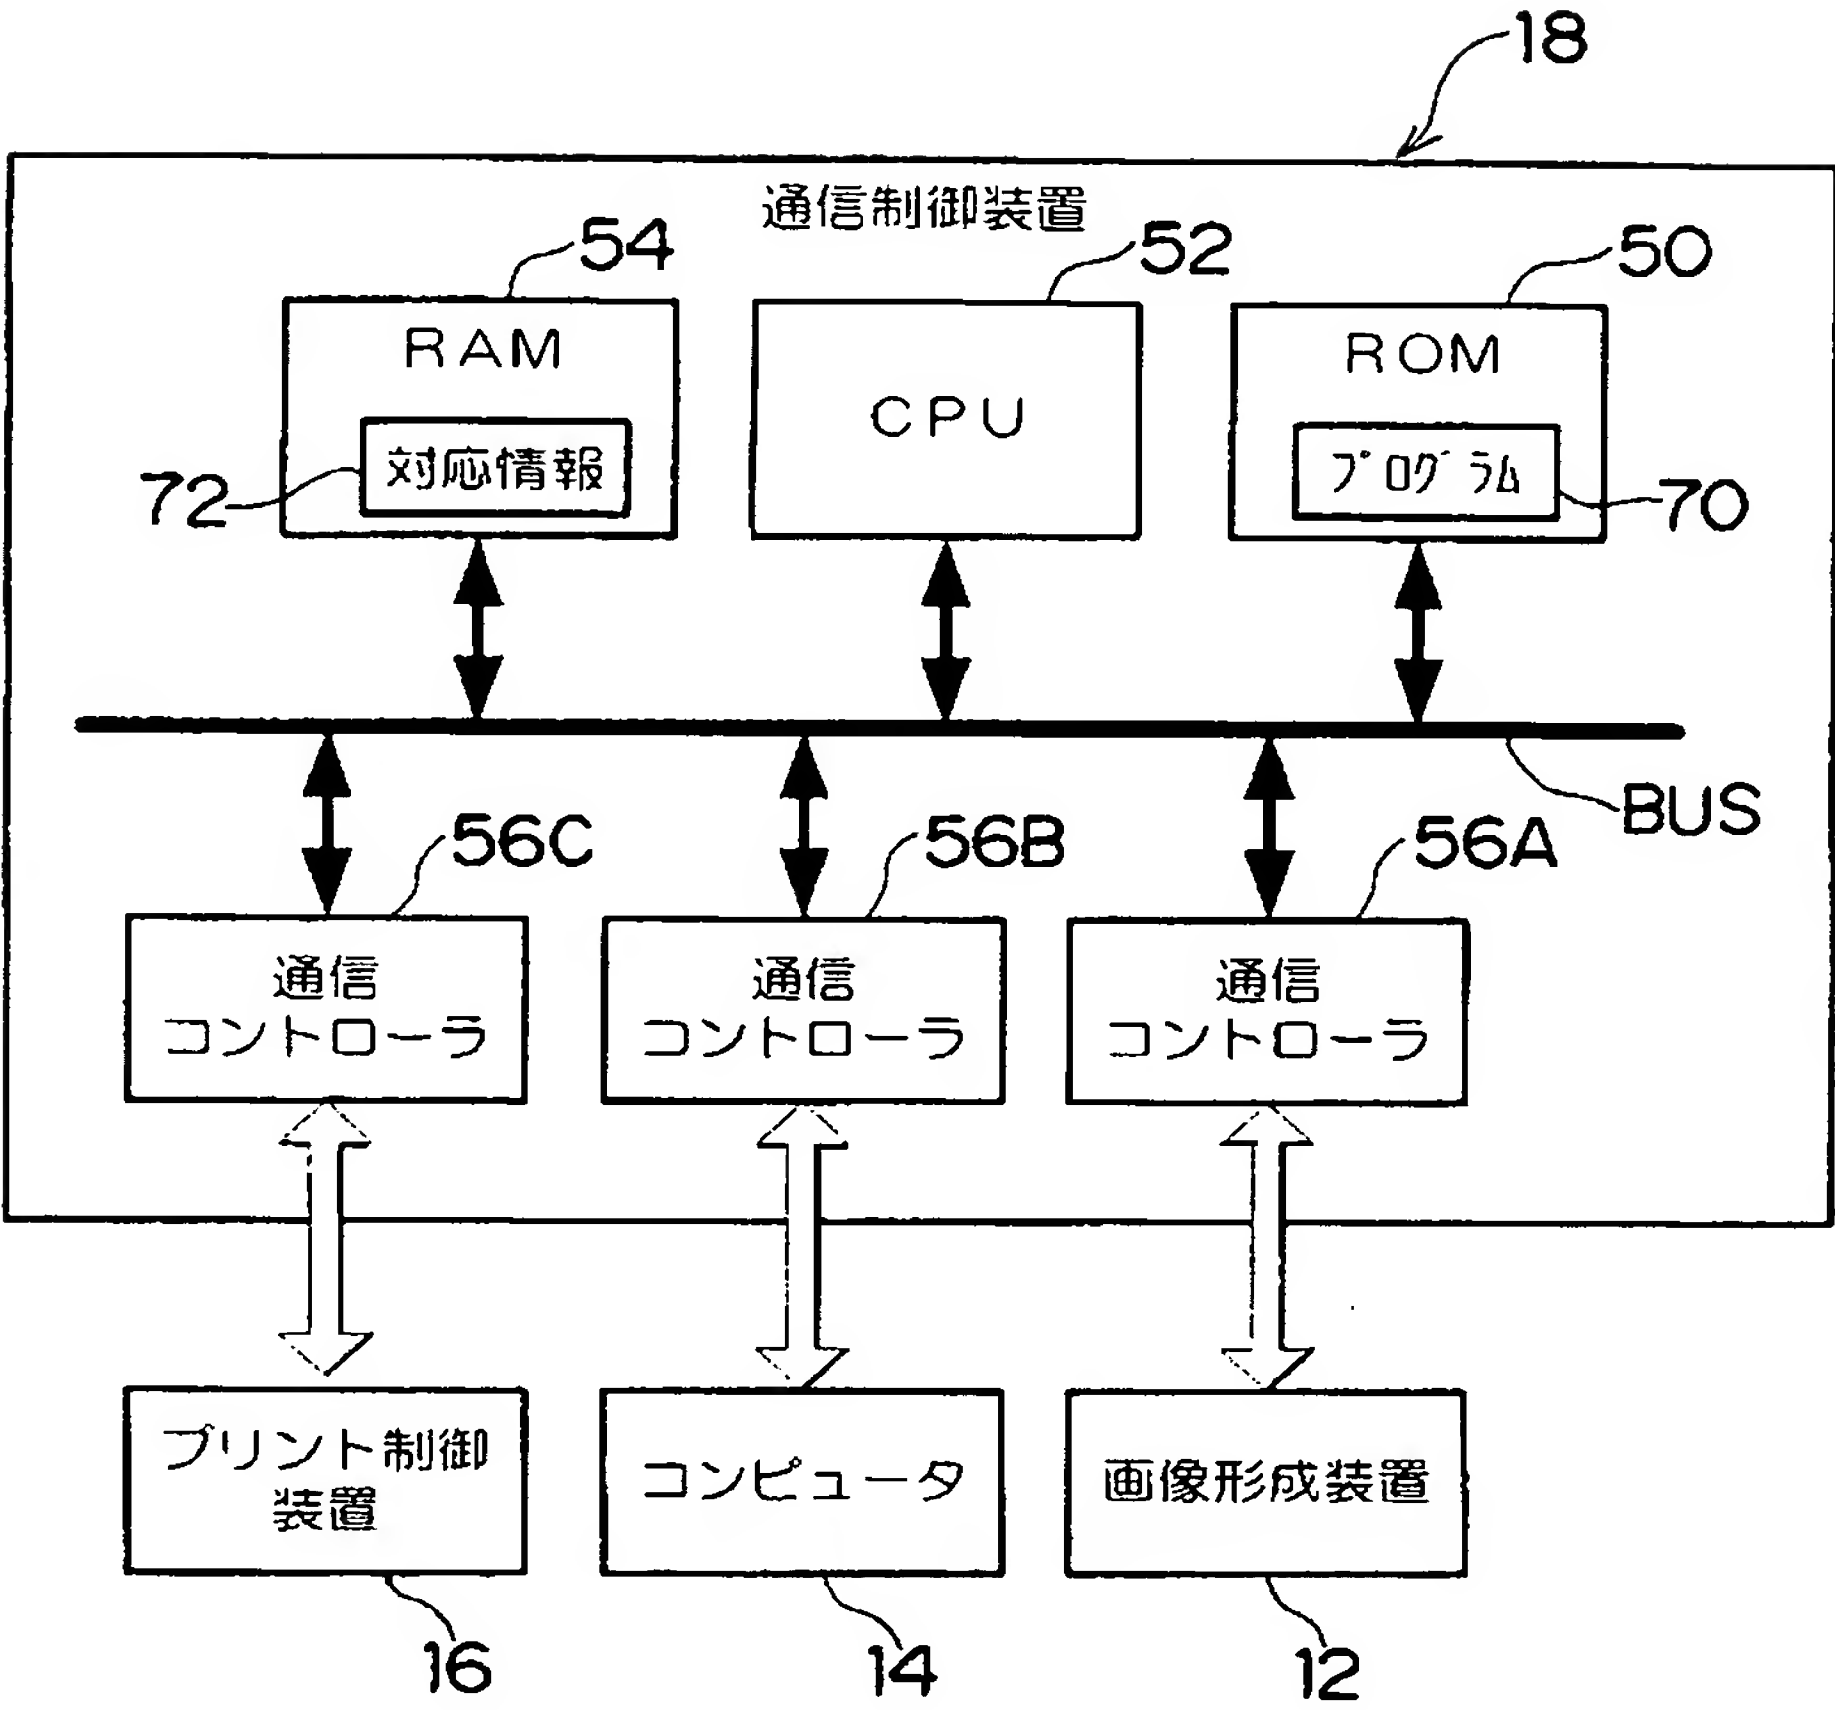 18
通信制御装置
54
52
50
RAM
CPU
ROM
対応情報
プログラム
72
70
BUS
56C
56B
56A
通信
コントローラ
通信
コントローラ
通信
コントローラ
プリント制御
装置
コンピュータ
画像形成装置
16
14
12